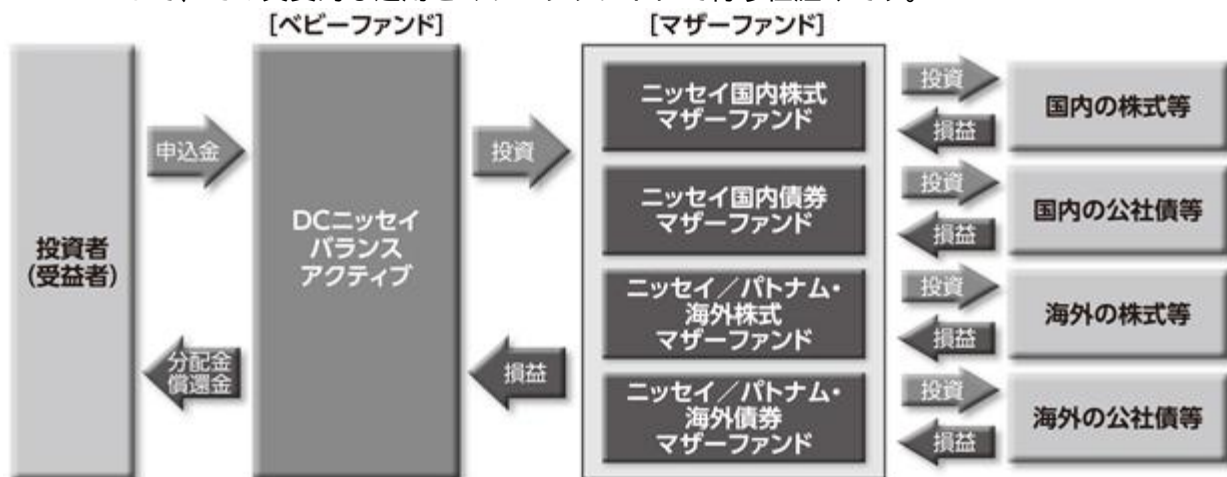 [ベビーファンド]
[マザーファンド]
投資者
(受益者)
申込金
分配金
償還金
DCニッセイ
バランス
アクティブ
投資
損益
ニッセイ国内株式
マザーファンド
投資
損益
国内の株式等
ニッセイ国内債券
マザーファンド
投資
損益
国内の公社債等
ニッセイ／パトナム・
海外株式
マザーファンド
投資
損益
海外の株式等
ニッセイ／パトナム・
海外債券
マザーファンド
投資
損益
海外の公社債等